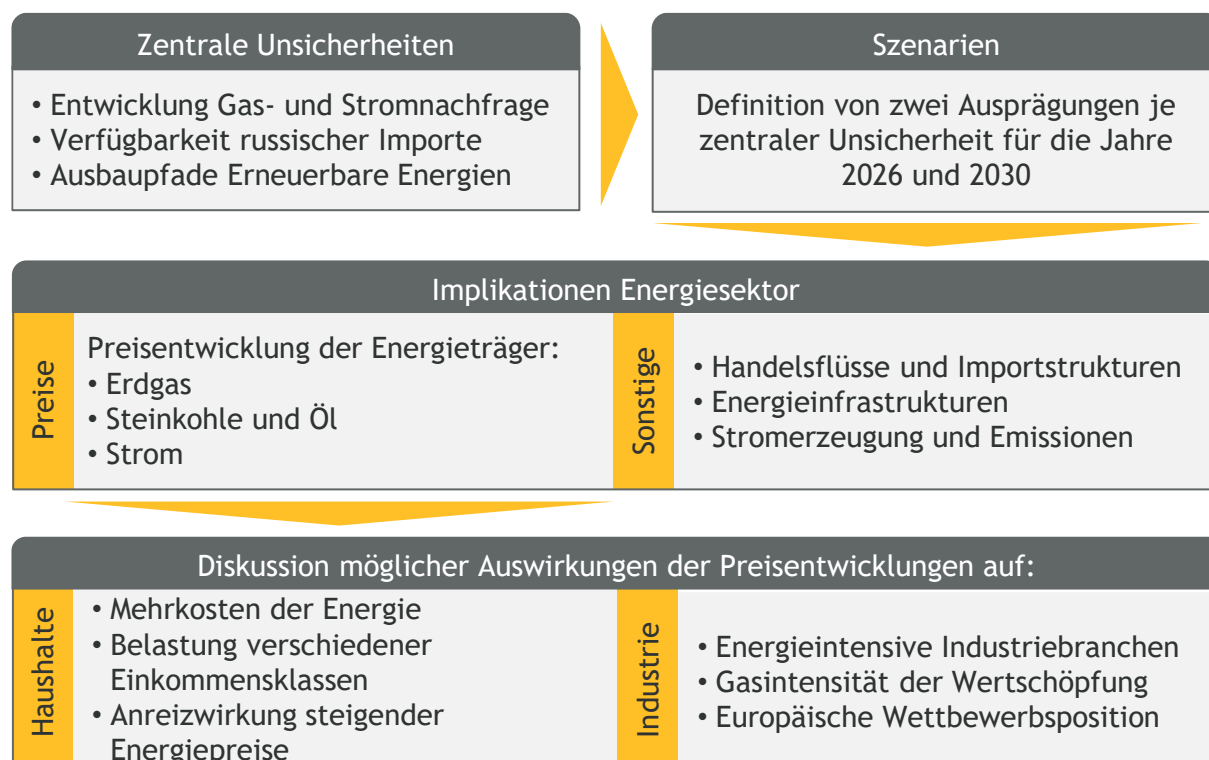 Zentrale Unsicherheiten
• Entwicklung Gas- und Stromnachfrage
• Verfügbarkeit russischer Importe
• Ausbaupfade Erneuerbare Energien
Szenarien
Definition von zwei Ausprägungen je
zentraler Unsicherheit für die Jahre
2026 und 2030
Implikationen Energiesektor
Preise
Preisentwicklung der Energieträger:
• Erdgas
• Steinkohle und Öl
• Strom
Sonstige
• Handelsflüsse und Importstrukturen
• Energieinfrastrukturen
• Stromerzeugung und Emissionen
Diskussion möglicher Auswirkungen der Preisentwicklungen auf:
Haushalte
• Mehrkosten der Energie
• Belastung verschiedener
Einkommensklassen
• Anreizwirkung steigender
Energiepreise
Industrie
• Energieintensive Industriebranchen
• Gasintensität der Wertschöpfung
• Europäische Wettbewerbsposition